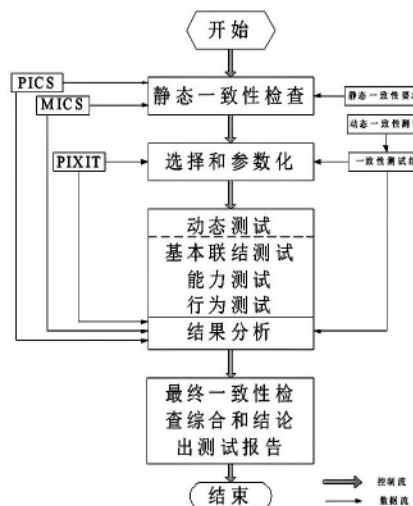 开始
PICS
MICS
静态一致性检查
静态一致性要
动态一致性测
PIXIT
选择和参数化
一致性测试
动态测试
基本联结测试
能力测试
行为测试
结果分析
最终一致性检
查综合和结论
出测试报告
控制流
结束
数据流